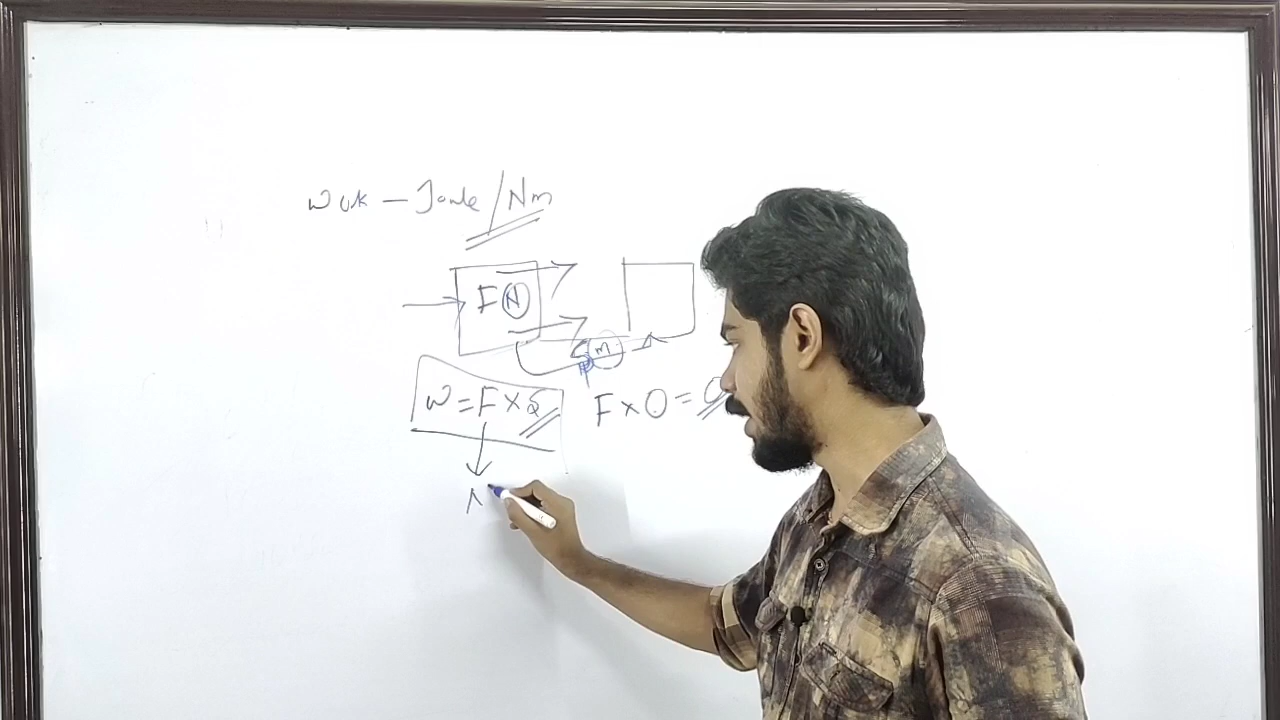 Work – Joule / Nm
F N
S m
W = F × S
F × 0 = 0